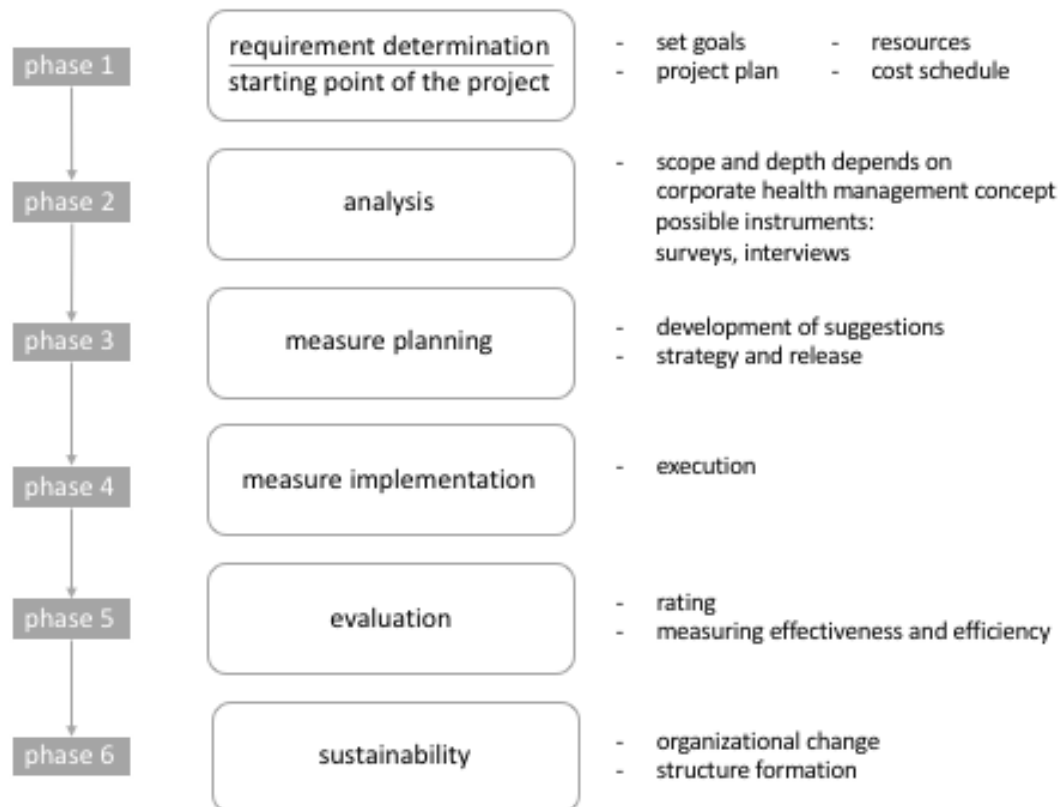 phase 1
requirement determination
starting point of the project
- set goals - resources
- project plan - cost schedule
phase 2
analysis
- scope and depth depends on
corporate health management concept
possible instruments:
surveys, interviews
phase 3
measure planning
- development of suggestions
- strategy and release
phase 4
measure implementation
- execution
phase 5
evaluation
- rating
- measuring effectiveness and efficiency
phase 6
sustainability
- organizational change
- structure formation